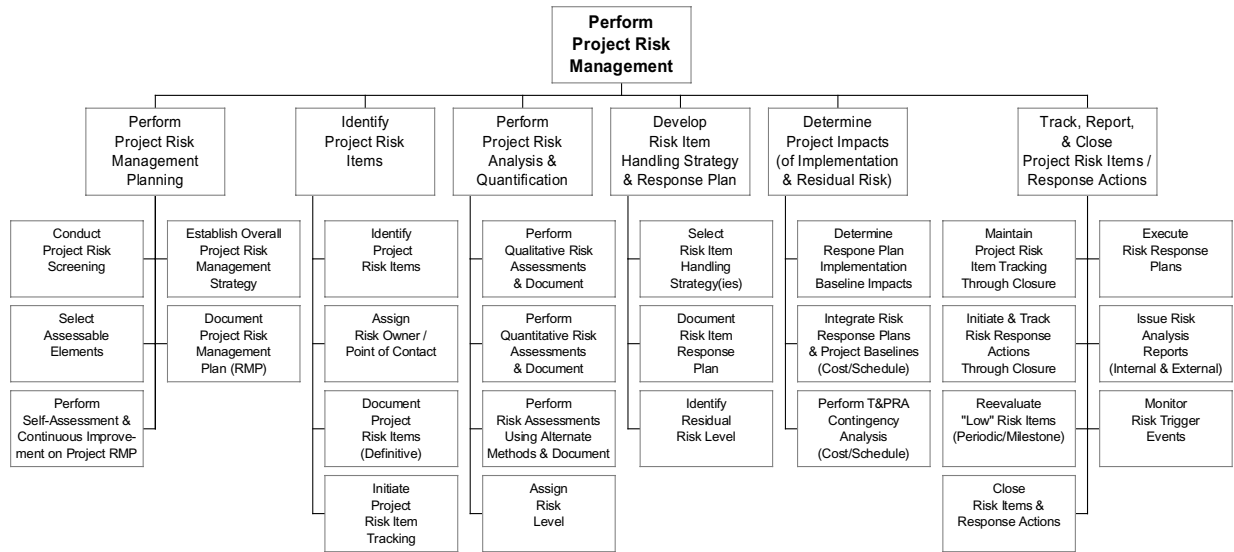 Perform
Project Risk
Management
Perform
Project Risk
Management
Planning
Identify
Project Risk
Items
Perform
Project Risk
Analysis &
Quantification
Develop
Risk Item
Handling Strategy
& Response Plan
Determine
Project Impacts
(of Implementation
& Residual Risk)
Track, Report,
& Close
Project Risk Items /
Response Actions
Conduct
Project Risk
Screening
Select
Assessable
Elements
Perform
Self-Assessment &
Continuous Improve-
ment on Project RMP
Establish Overall
Project Risk
Management
Strategy
Document
Project Risk
Management
Plan (RMP)
Identify
Project
Risk Items
Assign
Risk Owner /
Point of Contact
Document
Project
Risk Items
(Definitive)
Initiate
Project
Risk Item
Tracking
Perform
Qualitative Risk
Assessments
& Document
Perform
Quantitative Risk
Assessments
& Document
Perform
Risk Assessments
Using Alternate
Methods & Document
Assign
Risk
Level
Select
Risk Item
Handling
Strategy(ies)
Document
Risk Item
Response
Plan
Identify
Residual
Risk Level
Determine
Respone Plan
Implementation
Baseline Impacts
Integrate Risk
Response Plans
& Project Baselines
(Cost/Schedule)
Perform T&PRA
Contingency
Analysis
(Cost/Schedule)
Maintain
Project Risk
Item Tracking
Through Closure
Initiate & Track
Risk Response
Actions
Through Closure
Reevaluate
"Low" Risk Items
(Periodic/Milestone)
Close
Risk Items &
Response Actions
Execute
Risk Response
Plans
Issue Risk
Analysis
Reports
(Internal & External)
Monitor
Risk Trigger
Events